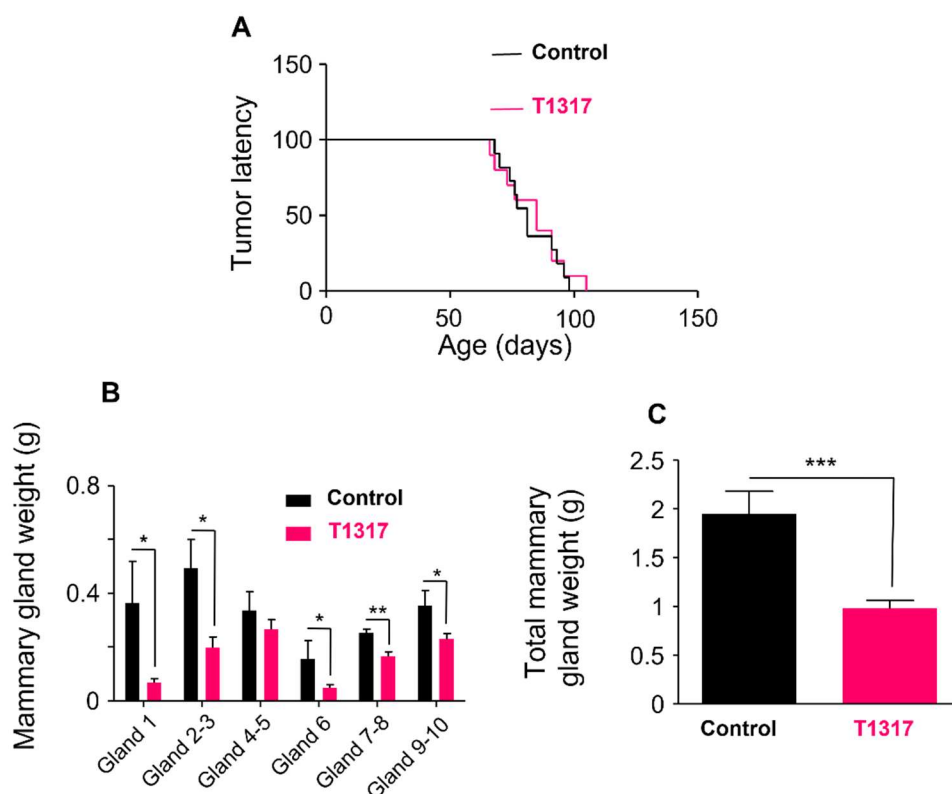 A
Control
T1317
150
100
50
0
Tumor latency
0 50 100 150
Age (days)
B
Mammary gland weight (g)
0.8
0.4
0
Control
T1317
* * * ** *
Gland 1 Gland 2-3 Gland 4-5 Gland 6 Gland 7-8 Gland 9-10
C
Total mammary
gland weight (g)
2.5
2
1.5
1
0.5
0
***
Control T1317